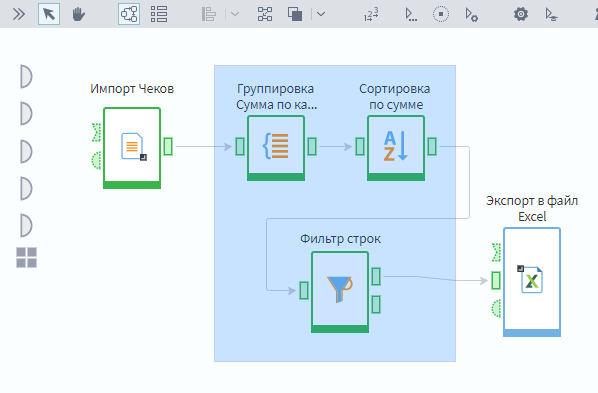 Импорт Чеков
Группировка
Сумма по ка...
Сортировка
по сумме
Фильтр строк
Экспорт в файл
Excel